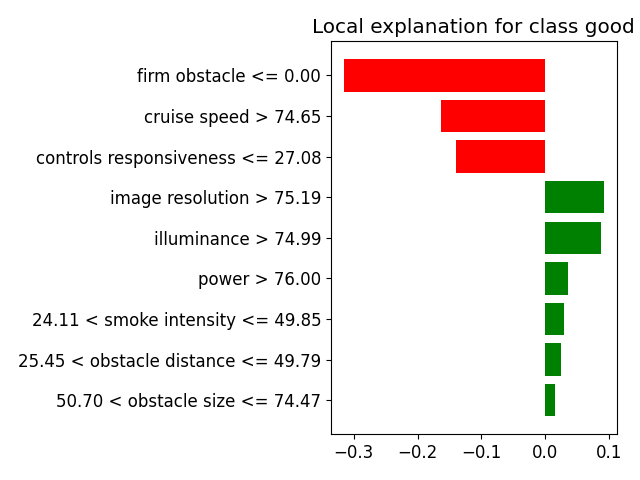 Local explanation for class good
firm obstacle <= 0.00
cruise speed > 74.65
controls responsiveness <= 27.08
image resolution > 75.19
illuminance > 74.99
power > 76.00
24.11 < smoke intensity <= 49.85
25.45 < obstacle distance <= 49.79
50.70 < obstacle size <= 74.47
−0.3 −0.2 −0.1 0.0 0.1